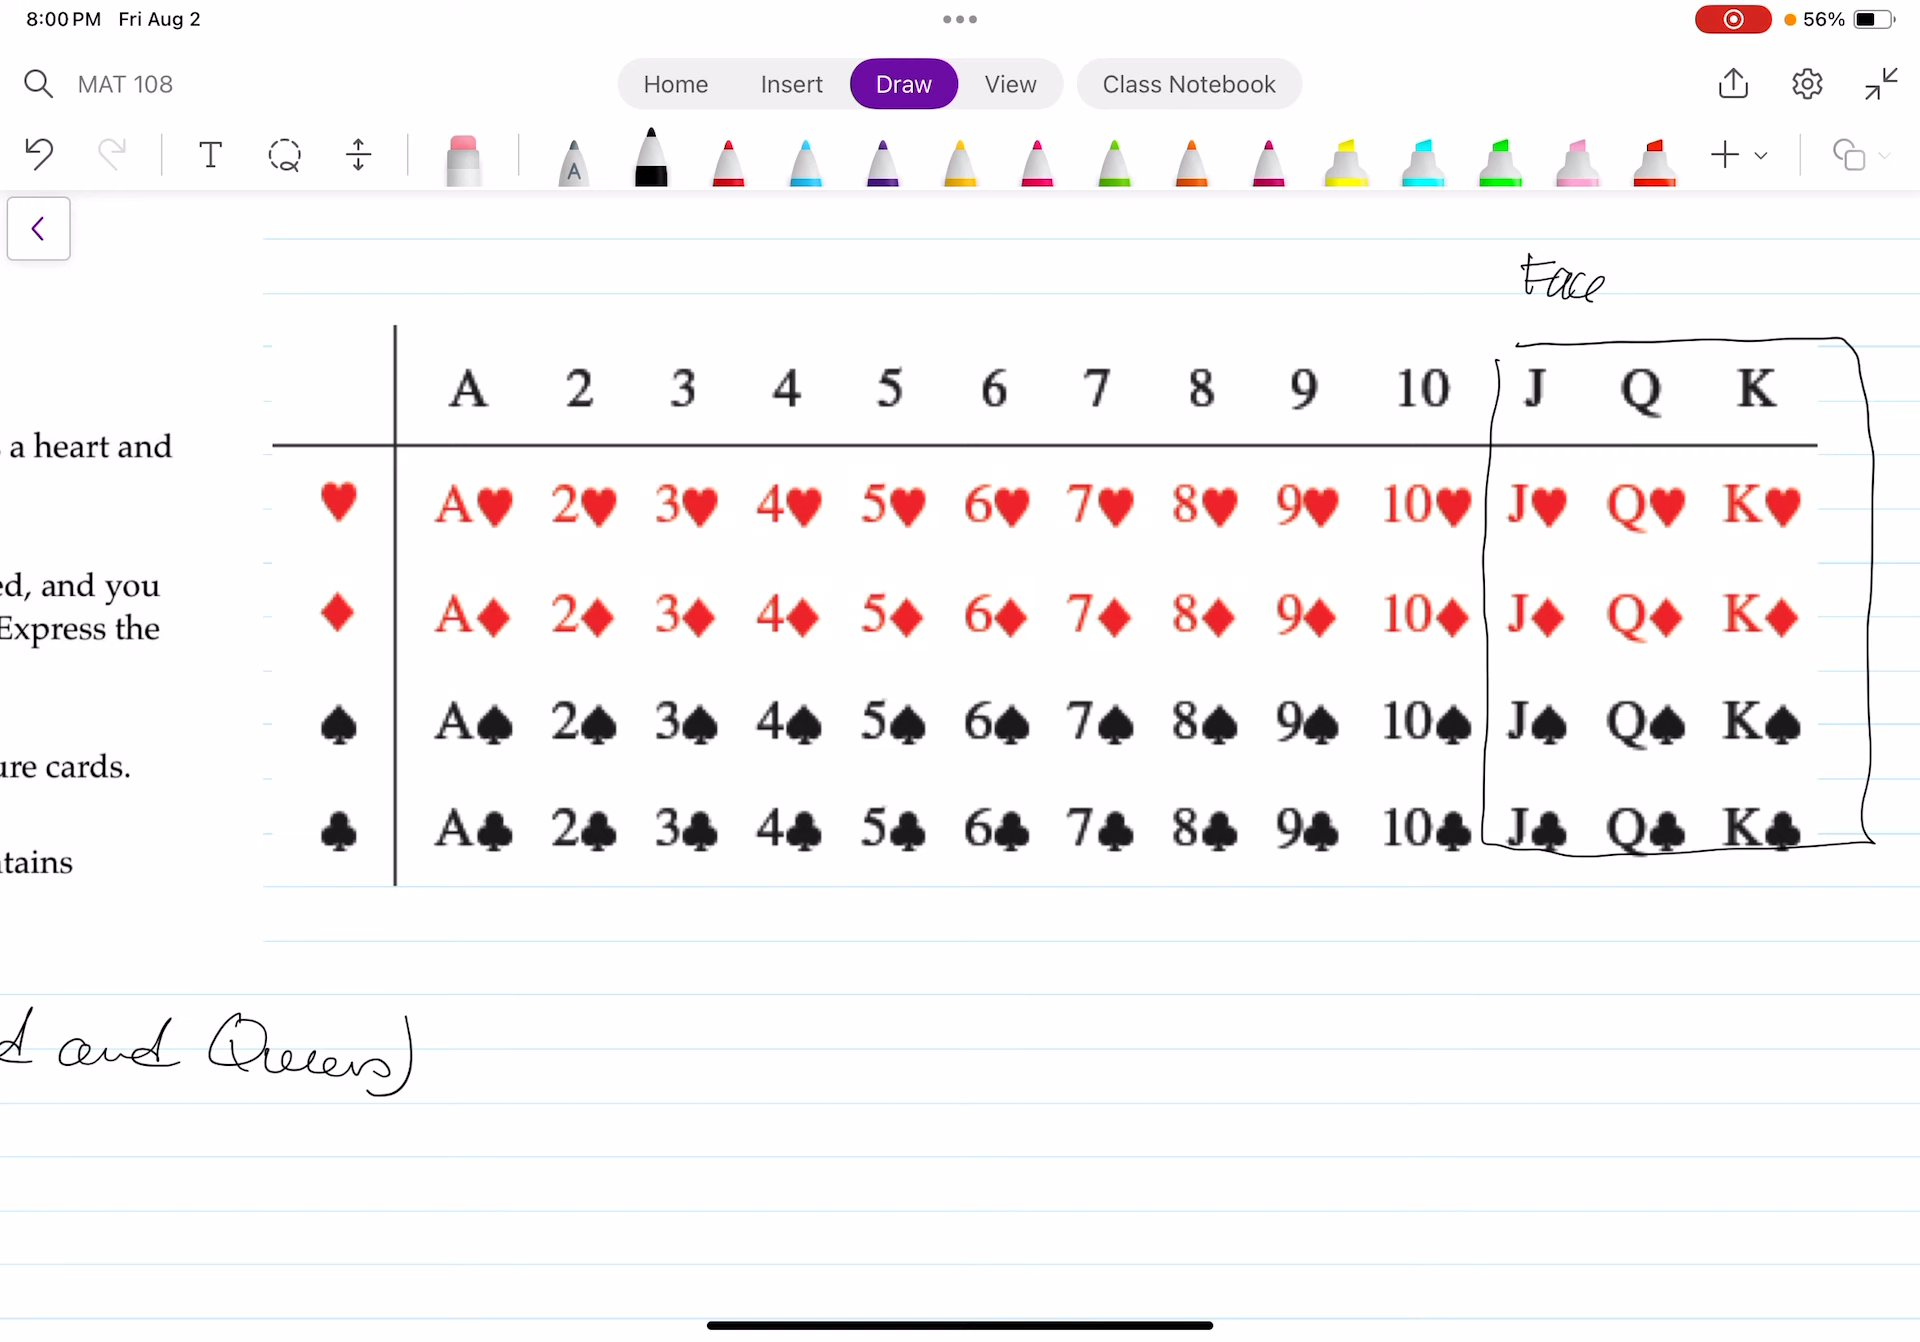 8:00 PM Fri Aug 2 56%
MAT 108 Home Insert Draw View Class Notebook
T A
Face
A 2 3 4 5 6 7 8 9 10 J Q K
a heart and
♥ A♥ 2♥ 3♥ 4♥ 5♥ 6♥ 7♥ 8♥ 9♥ 10♥ J♥ Q♥ K♥
ed, and you
♦ A♦ 2♦ 3♦ 4♦ 5♦ 6♦ 7♦ 8♦ 9♦ 10♦ J♦ Q♦ K♦
Express the
♠ A♠ 2♠ 3♠ 4♠ 5♠ 6♠ 7♠ 8♠ 9♠ 10♠ J♠ Q♠ K♠
ure cards.
♣ A♣ 2♣ 3♣ 4♣ 5♣ 6♣ 7♣ 8♣ 9♣ 10♣ J♣ Q♣ K♣
tains
d and Queens)